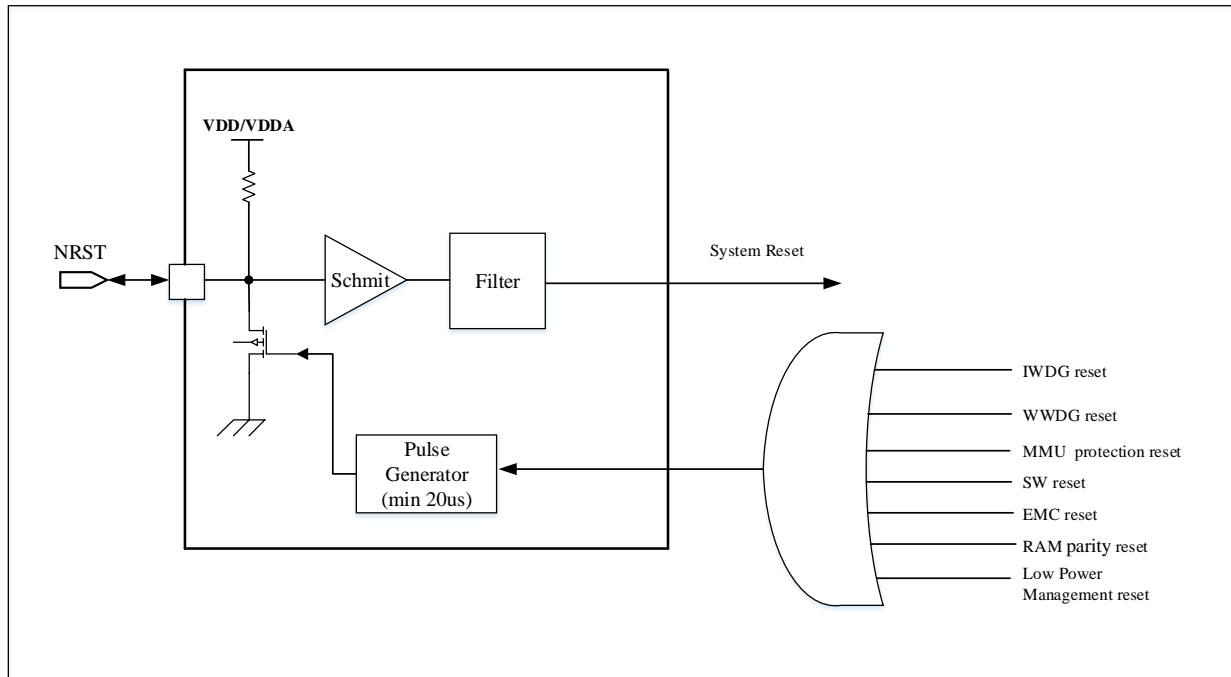 VDD/VDDA
NRST
Schmit
Filter
System Reset
Pulse
Generator
(min 20us)
IWDG reset
WWDG reset
MMU protection reset
SW reset
EMC reset
RAM parity reset
Low Power
Management reset